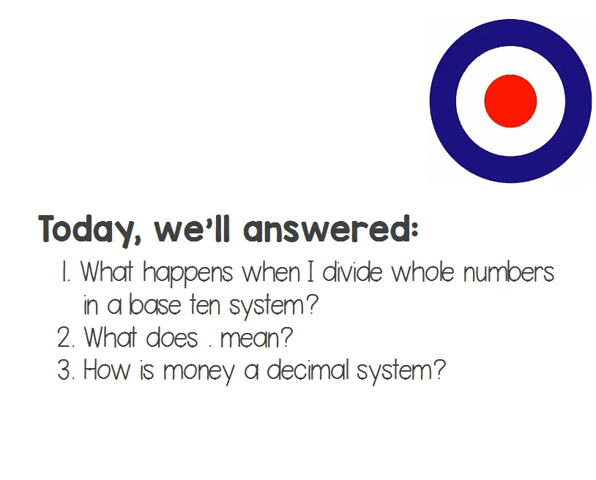 Today, we'll answered:
1. What happens when I divide whole numbers
in a base ten system?
2. What does . mean?
3. How is money a decimal system?